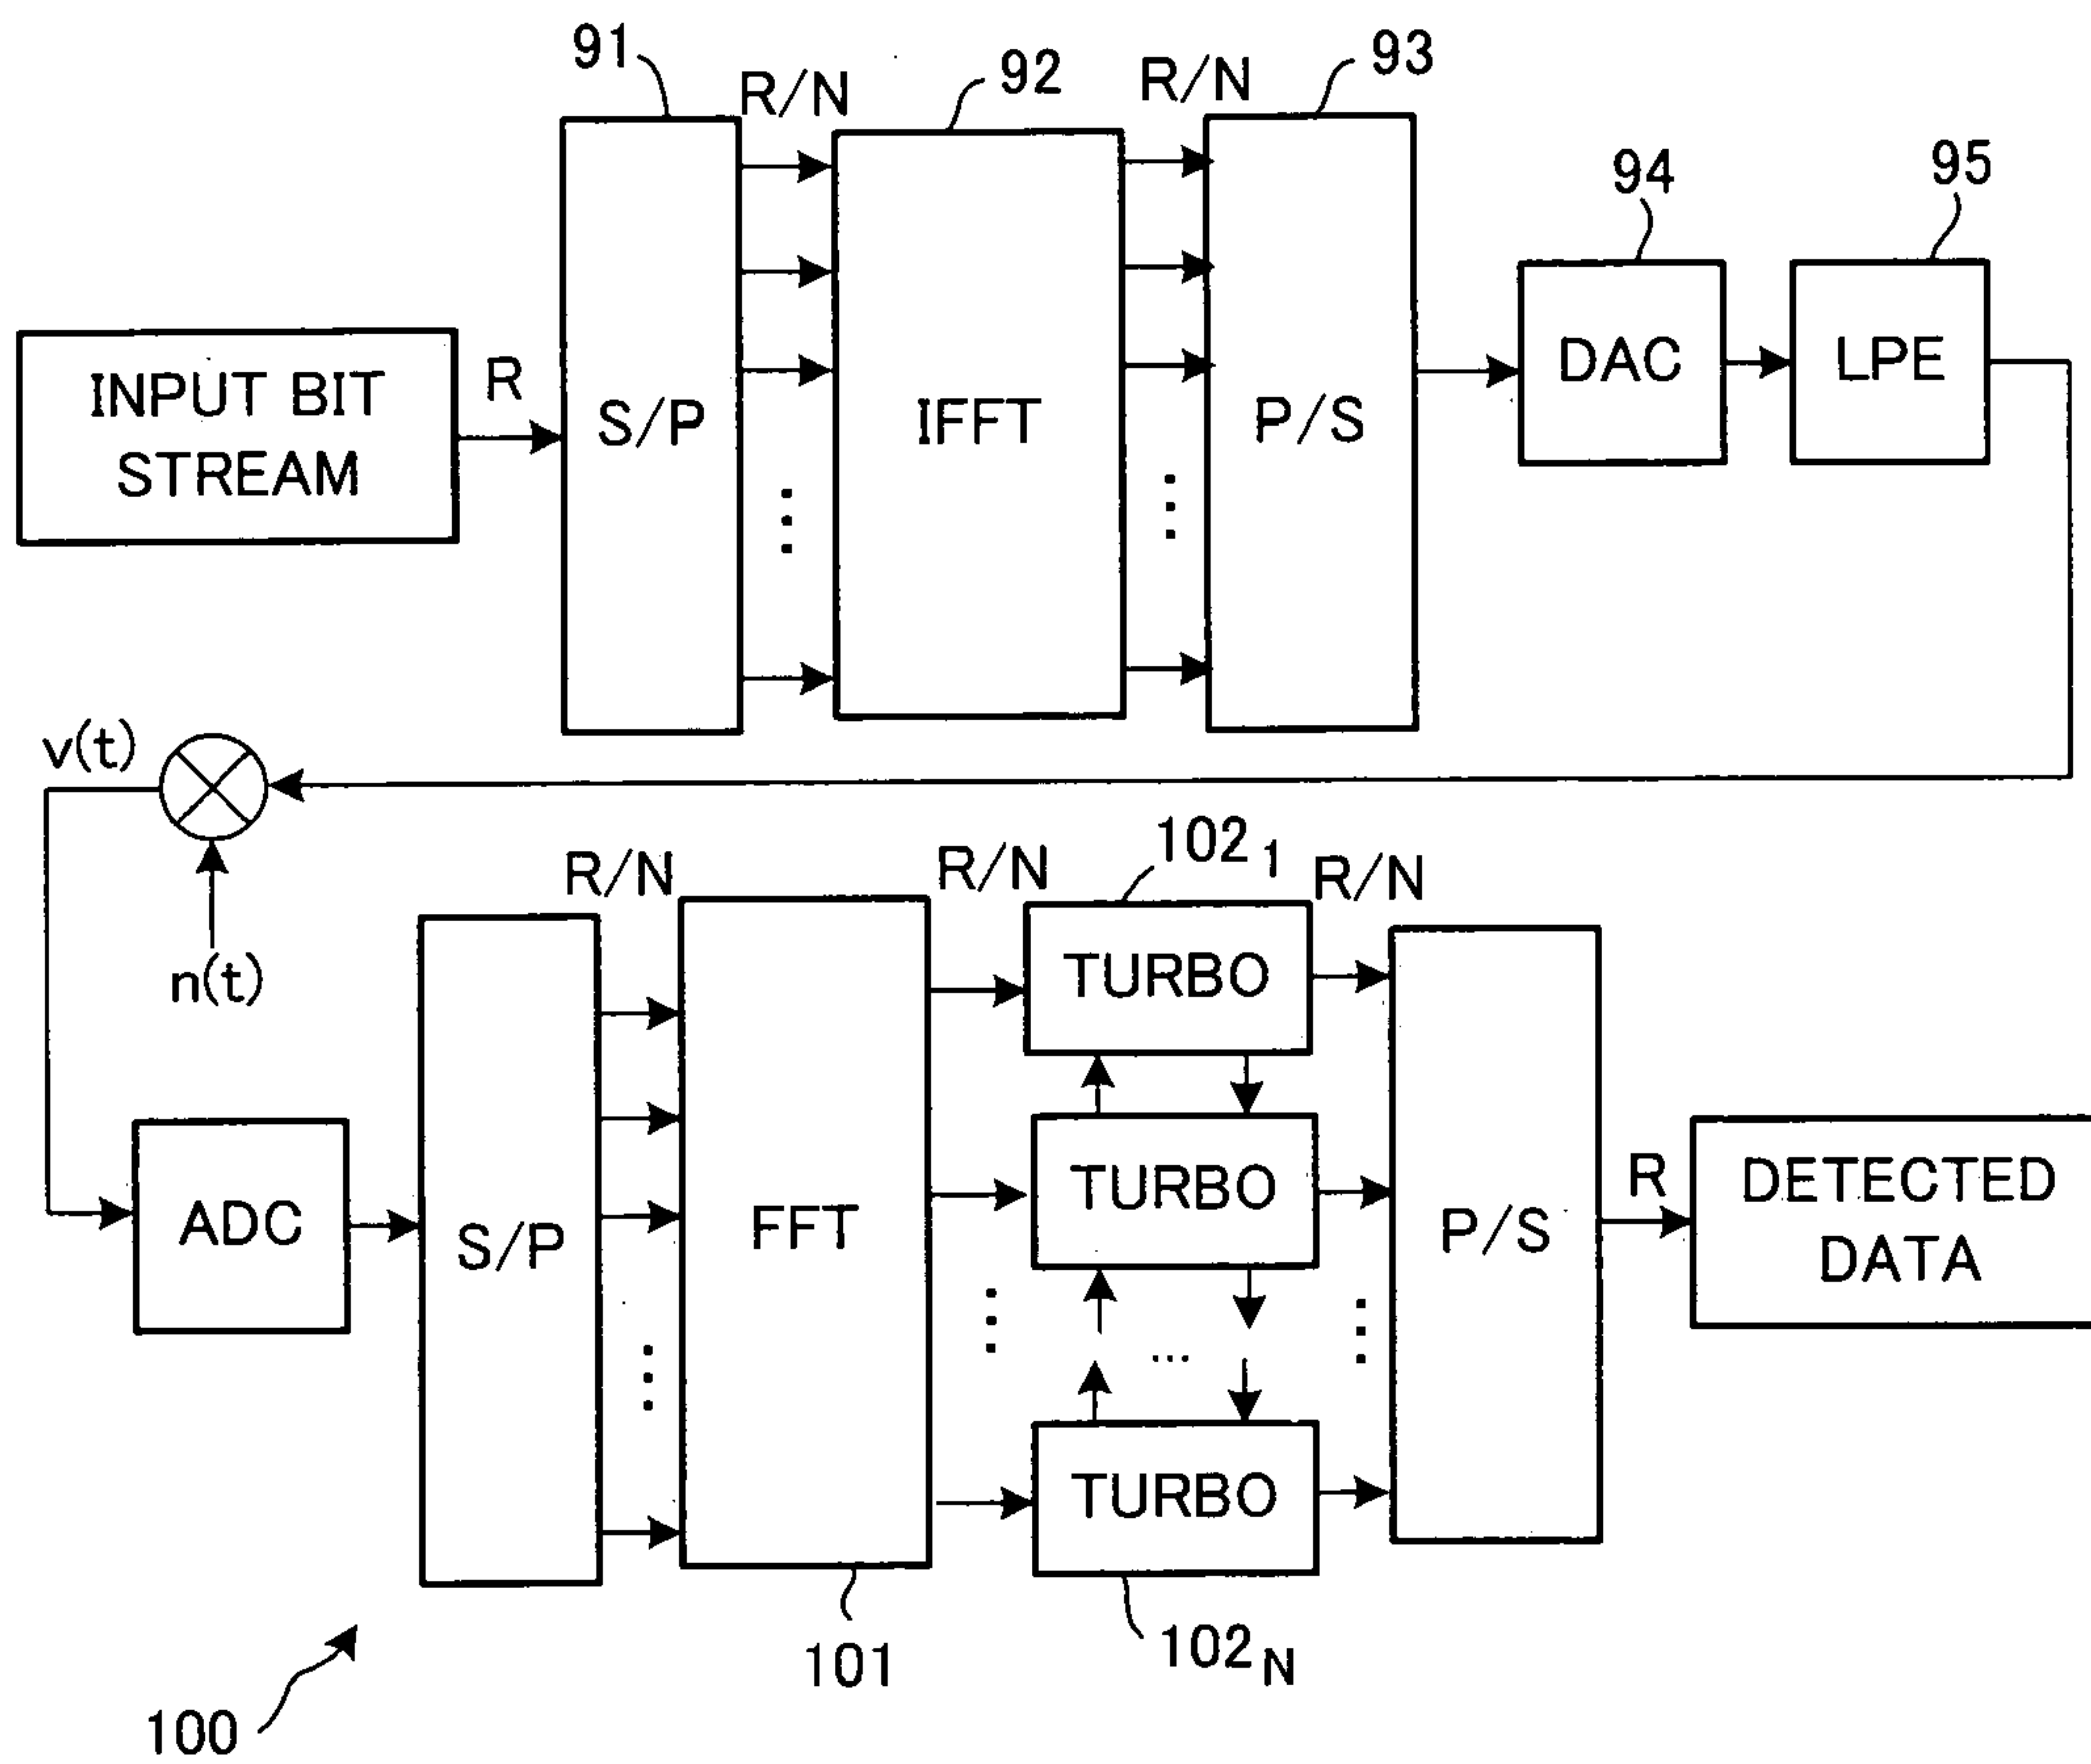 91
R/N
92
R/N
93
94
95
INPUT BIT
STREAM
R
S/P
IFFT
P/S
DAC
LPE
v(t)
n(t)
R/N
R/N
102 1
R/N
TURBO
ADC
S/P
FFT
TURBO
P/S
R
DETECTED
DATA
TURBO
101
102 N
100